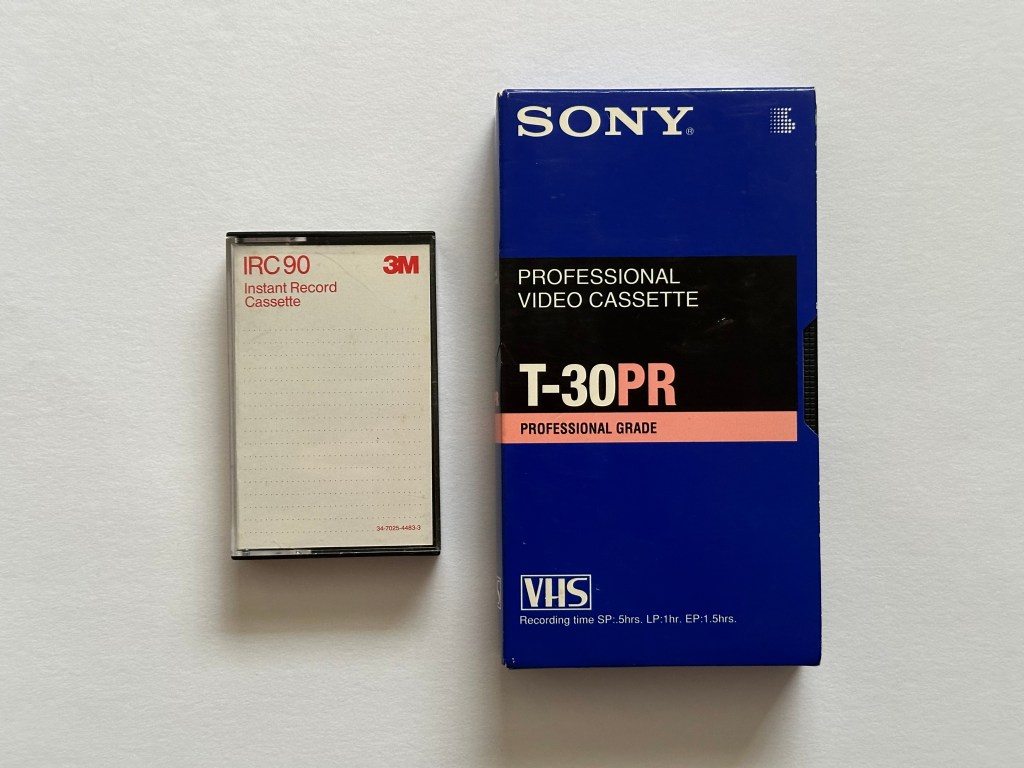 IRC 90
3M
Instant Record
Cassette
34-7025-4483-3
SONY®
PROFESSIONAL
VIDEO CASSETTE
T-30PR
PROFESSIONAL GRADE
VHS
Recording time SP:.5hrs. LP:1hr. EP:1.5hrs.